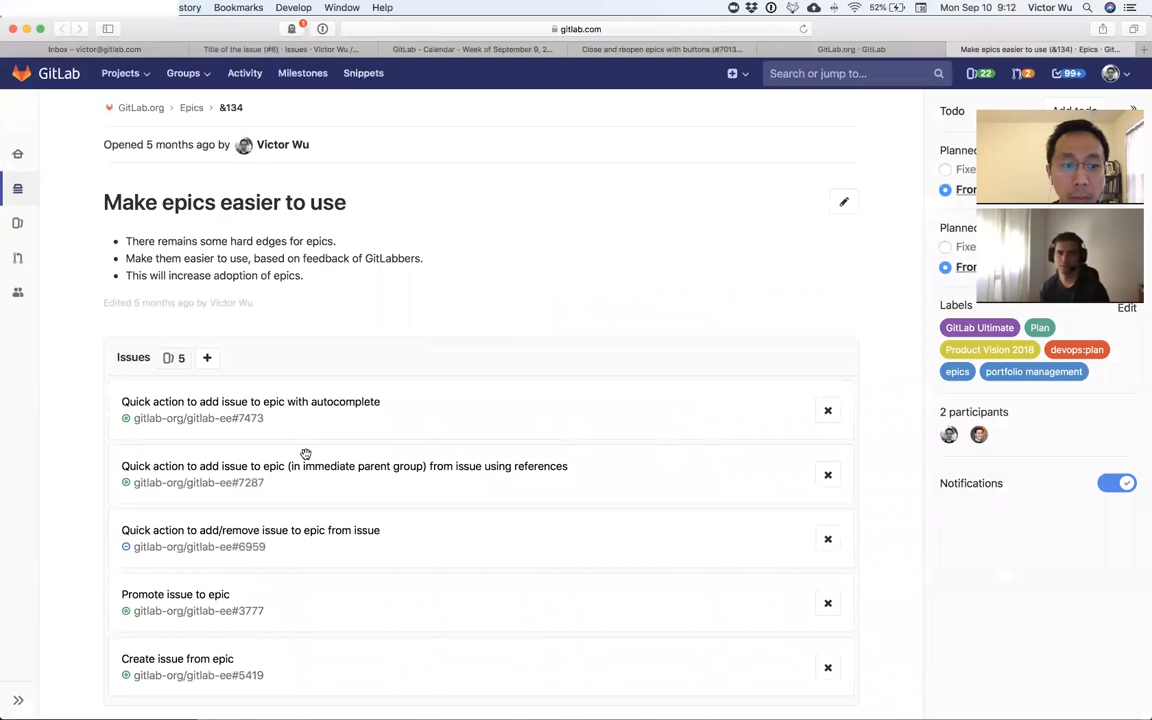 story Bookmarks Develop Window Help 52% Mon Sep 10 9:12 Victor Wu
gitlab.com
Inbox – victor@gitlab.com Title of the issue (#6) · Issues · Victor Wu /... GitLab - Calendar - Week of September 9, 2... Close and reopen epics with buttons (#7013... GitLab.org · GitLab Make epics easier to use (&134) · Epics · Git...
GitLab Projects Groups Activity Milestones Snippets Search or jump to... 22 2 99+
GitLab.org > Epics > &134
Opened 5 months ago by Victor Wu
Make epics easier to use
• There remains some hard edges for epics.
• Make them easier to use, based on feedback of GitLabbers.
• This will increase adoption of epics.
Edited 5 months ago by Victor Wu
Issues 5
Quick action to add issue to epic with autocomplete
gitlab-org/gitlab-ee#7473
Quick action to add issue to epic (in immediate parent group) from issue using references
gitlab-org/gitlab-ee#7287
Quick action to add/remove issue to epic from issue
gitlab-org/gitlab-ee#6959
Promote issue to epic
gitlab-org/gitlab-ee#3777
Create issue from epic
gitlab-org/gitlab-ee#5419
Todo Add todo
Planned
Fixe
From
Planned
Fixe
From
Labels Edit
GitLab Ultimate Plan
Product Vision 2018 devops:plan
epics portfolio management
2 participants
Notifications